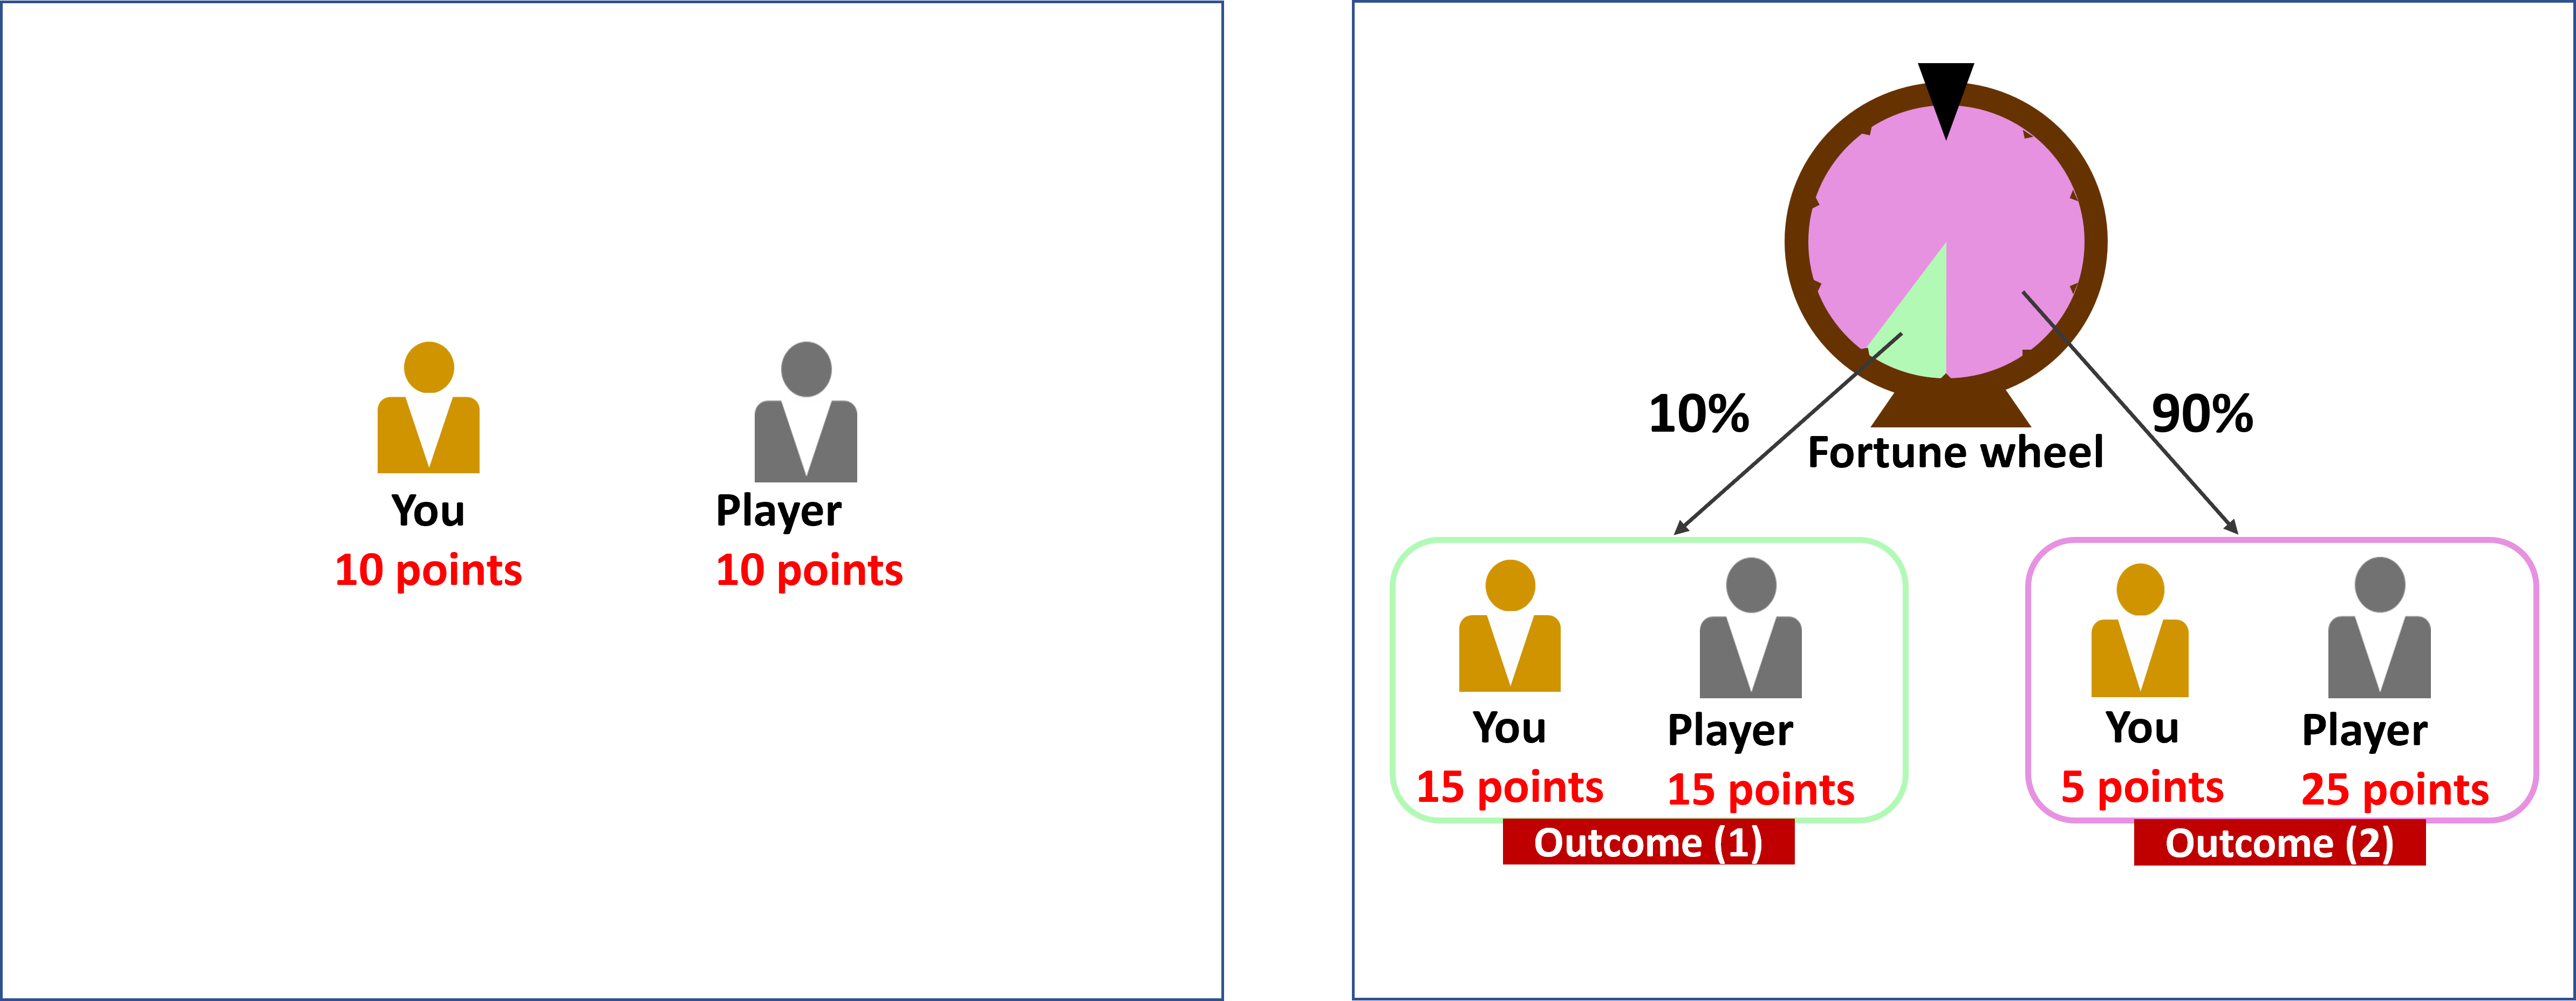 You
Player
10 points
10 points
10%
90%
Fortune wheel
You
Player
15 points
15 points
Outcome (1)
You
Player
5 points
25 points
Outcome (2)